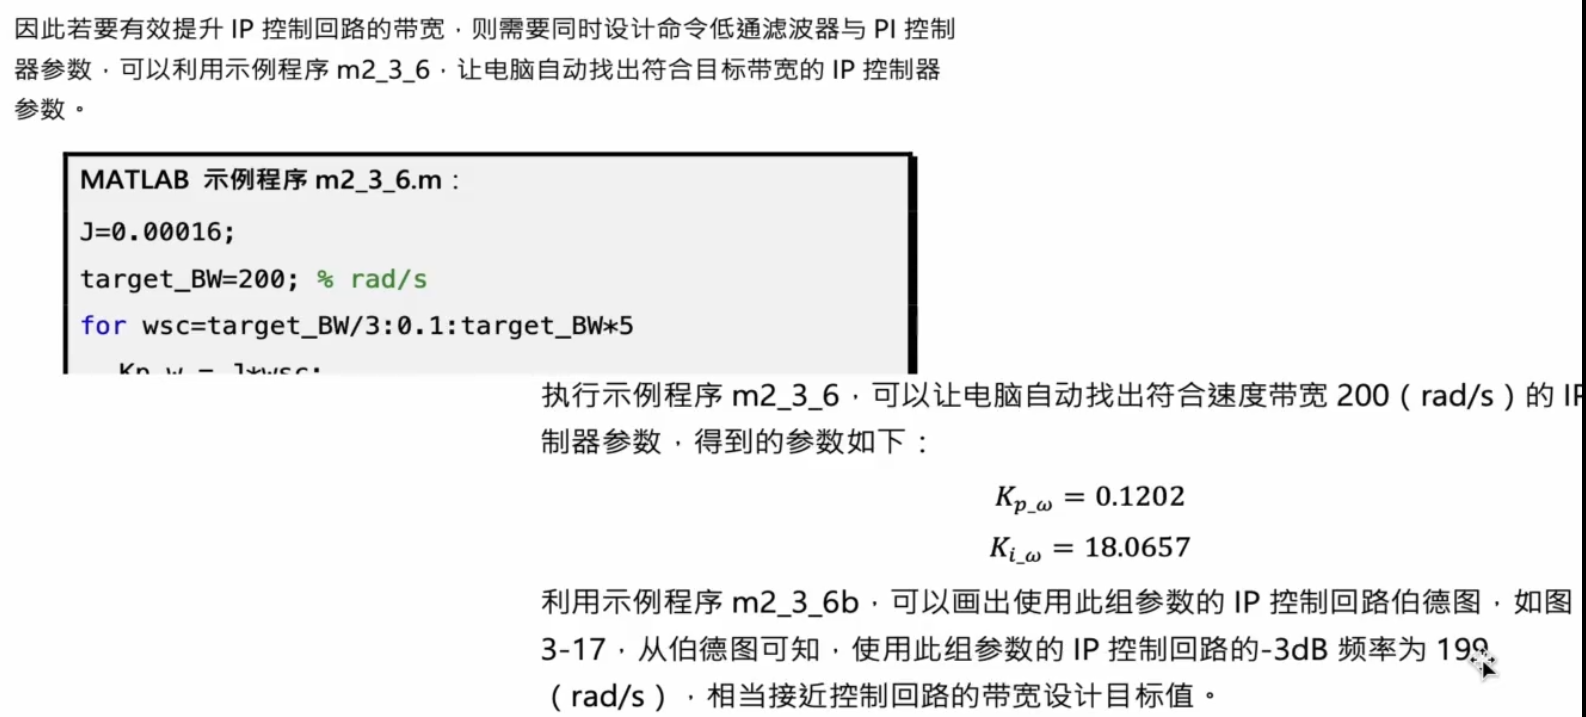 因此若要有效提升 IP 控制回路的带宽，则需要同时设计命令低通滤波器与 PI 控制
器参数，可以利用示例程序 m2_3_6，让电脑自动找出符合目标带宽的 IP 控制器
参数。
MATLAB 示例程序 m2_3_6.m：
J=0.00016;
target_BW=200; % rad/s
for wsc=target_BW/3:0.1:target_BW*5
Kp_w = J*wsc;
执行示例程序 m2_3_6，可以让电脑自动找出符合速度带宽 200（rad/s）的 IP
制器参数，得到的参数如下：
K_{p_ω} = 0.1202
K_{i_ω} = 18.0657
利用示例程序 m2_3_6b，可以画出使用此组参数的 IP 控制回路伯德图，如图
3-17，从伯德图可知，使用此组参数的 IP 控制回路的-3dB 频率为 199
（rad/s），相当接近控制回路的带宽设计目标值。